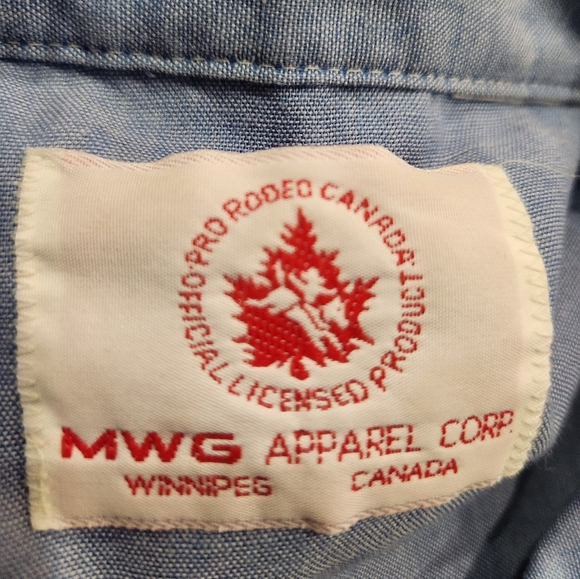 PRO RODEO CANADA
OFFICIAL LICENSED PRODUCT
MWG APPAREL CORP.
WINNIPEG CANADA